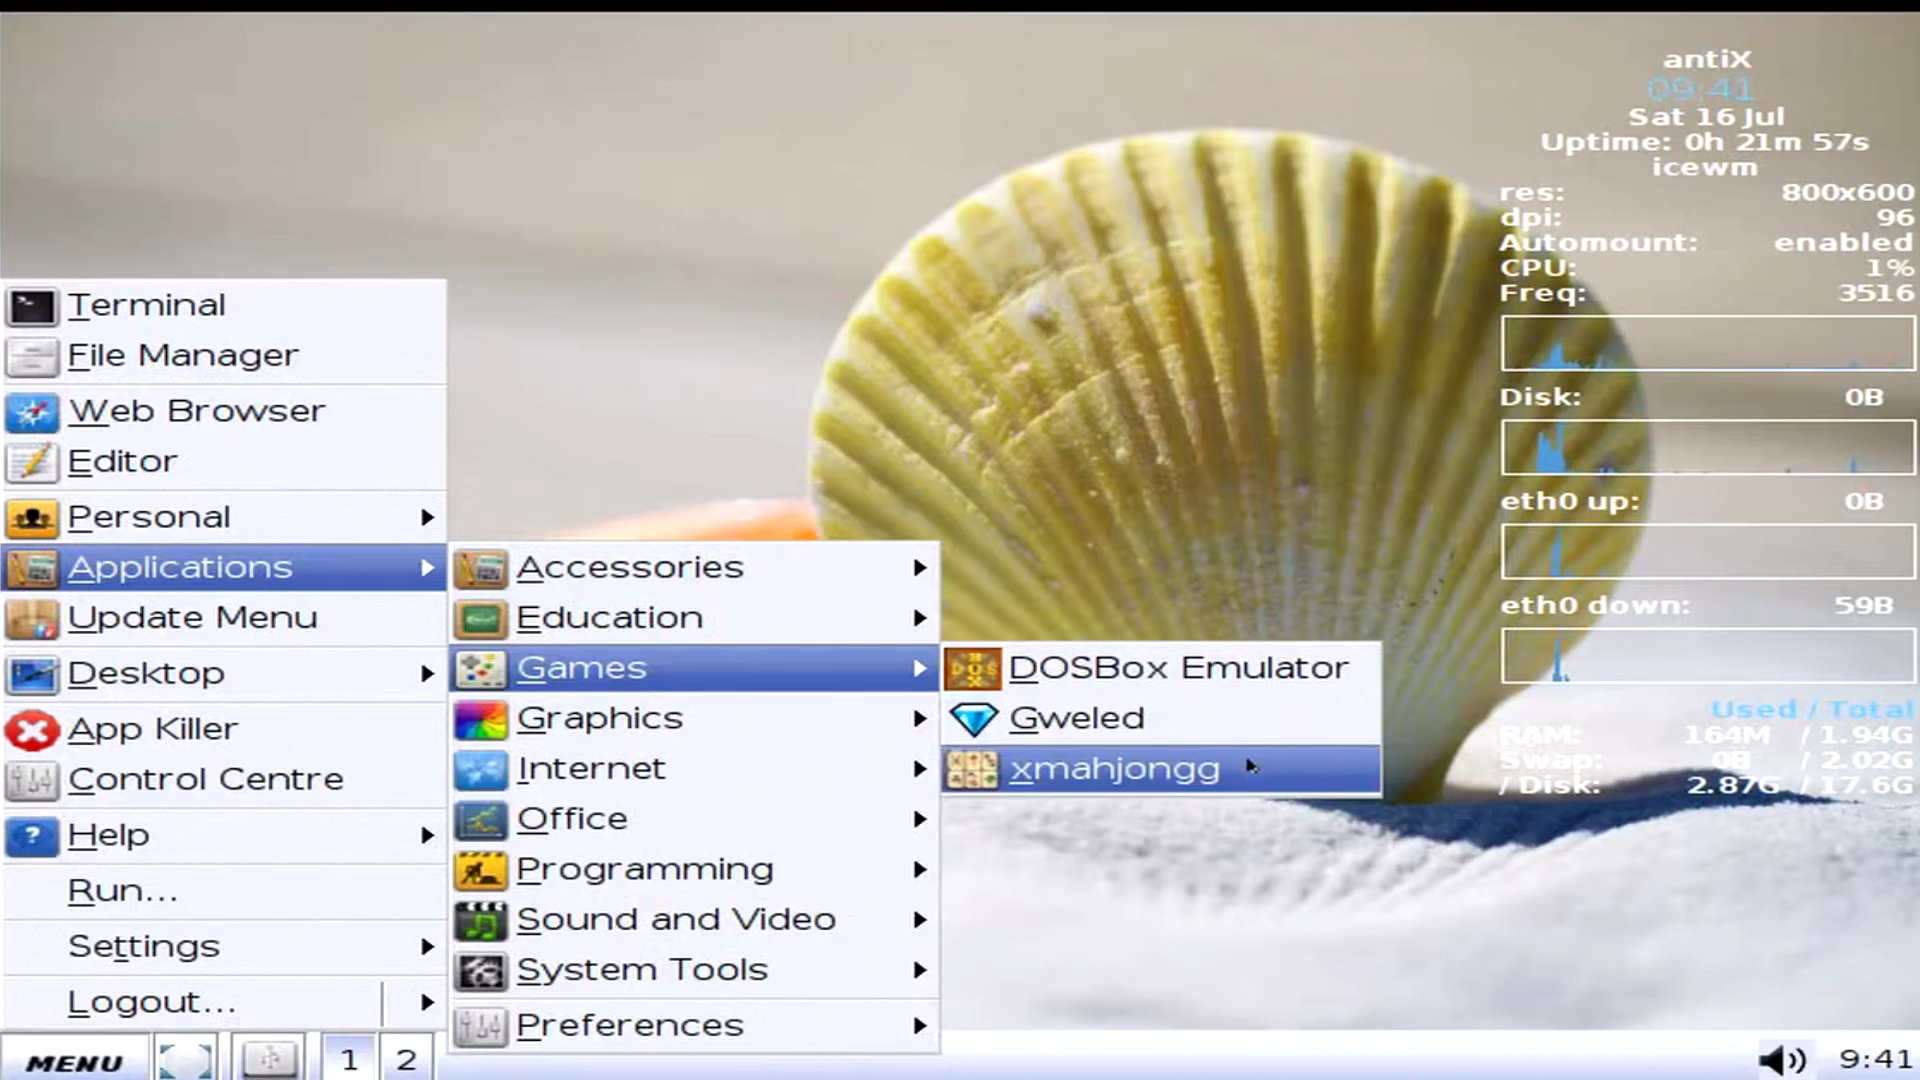 antiX
09:41
Sat 16 Jul
Uptime: 0h 21m 57s
icewm
res: 800x600
dpi: 96
Automount: enabled
CPU: 1%
Freq: 3516
Disk: 0B
eth0 up: 0B
eth0 down: 59B
Used / Total
RAM: 164M / 1.94G
Swap: 0B / 2.02G
/ Disk: 2.87G / 17.6G
Terminal
File Manager
Web Browser
Editor
Personal
Applications
Update Menu
Desktop
App Killer
Control Centre
Help
Run...
Settings
Logout...
Accessories
Education
Games
Graphics
Internet
Office
Programming
Sound and Video
System Tools
Preferences
DOSBox Emulator
Gweled
xmahjongg
MENU 1 2 9:41